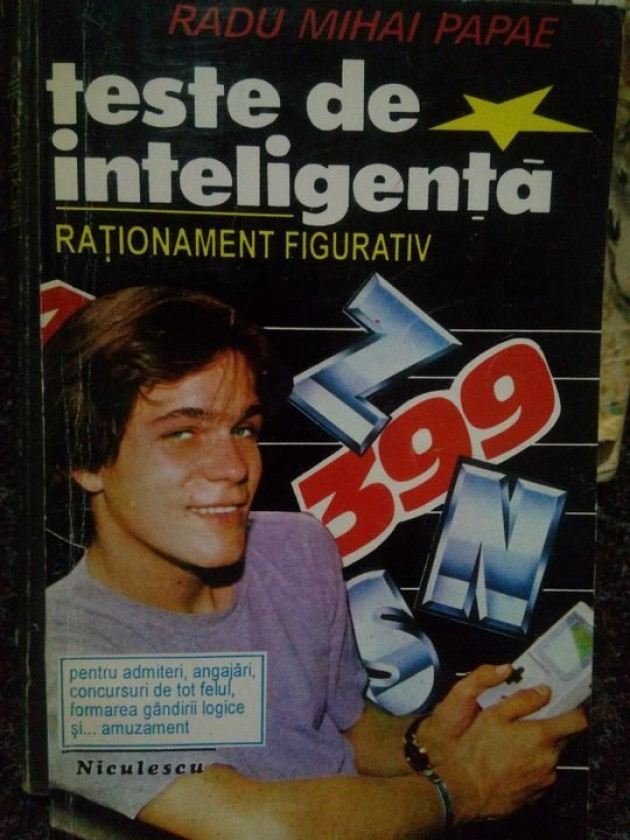 RADU MIHAI PAPAE
teste de
inteligență
RAȚIONAMENT FIGURATIV
Z
399
N
S
pentru admiteri, angajări,
concursuri de tot felul,
formarea gândirii logice
și... amuzament
Niculescu